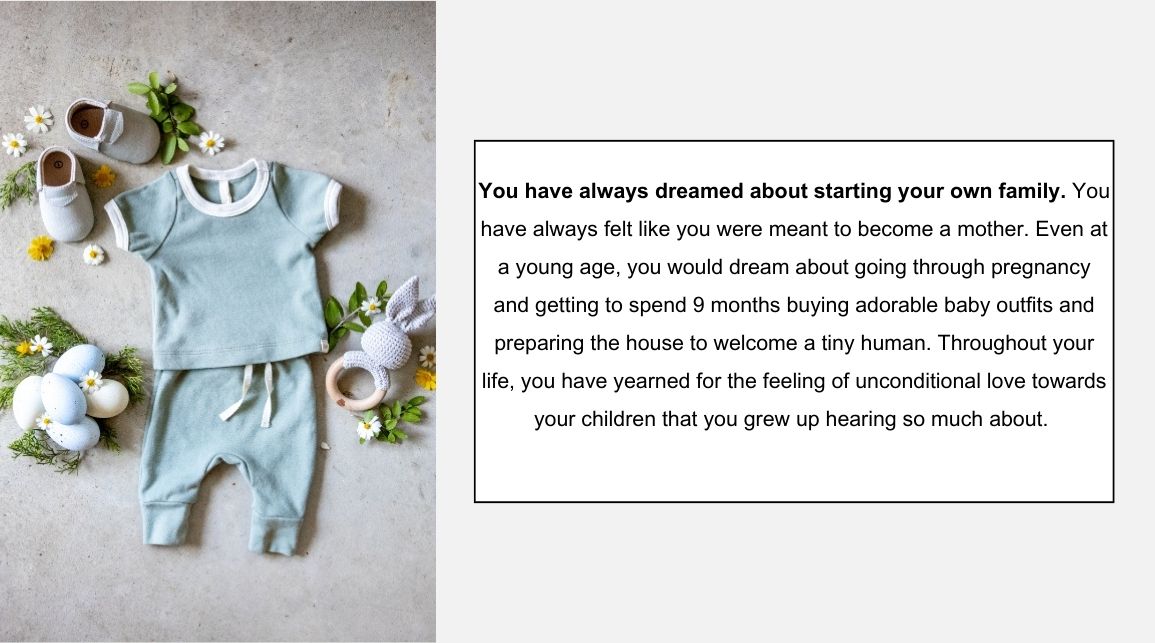 You have always dreamed about starting your own family. You
have always felt like you were meant to become a mother. Even at
a young age, you would dream about going through pregnancy
and getting to spend 9 months buying adorable baby outfits and
preparing the house to welcome a tiny human. Throughout your
life, you have yearned for the feeling of unconditional love towards
your children that you grew up hearing so much about.